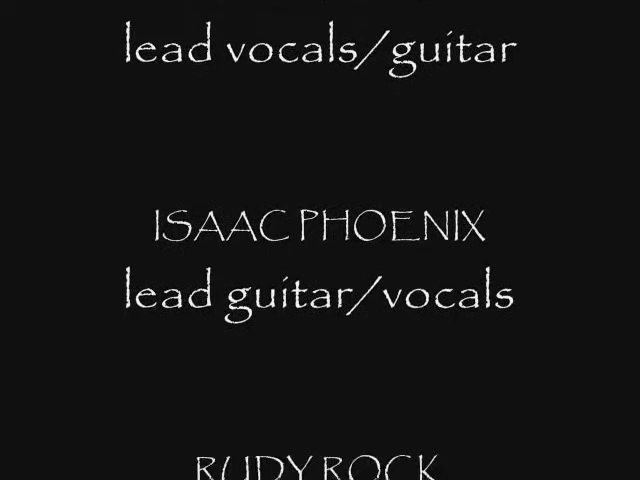 lead vocals/guitar
ISAAC PHOENIX
lead guitar/vocals
RUDY ROCK